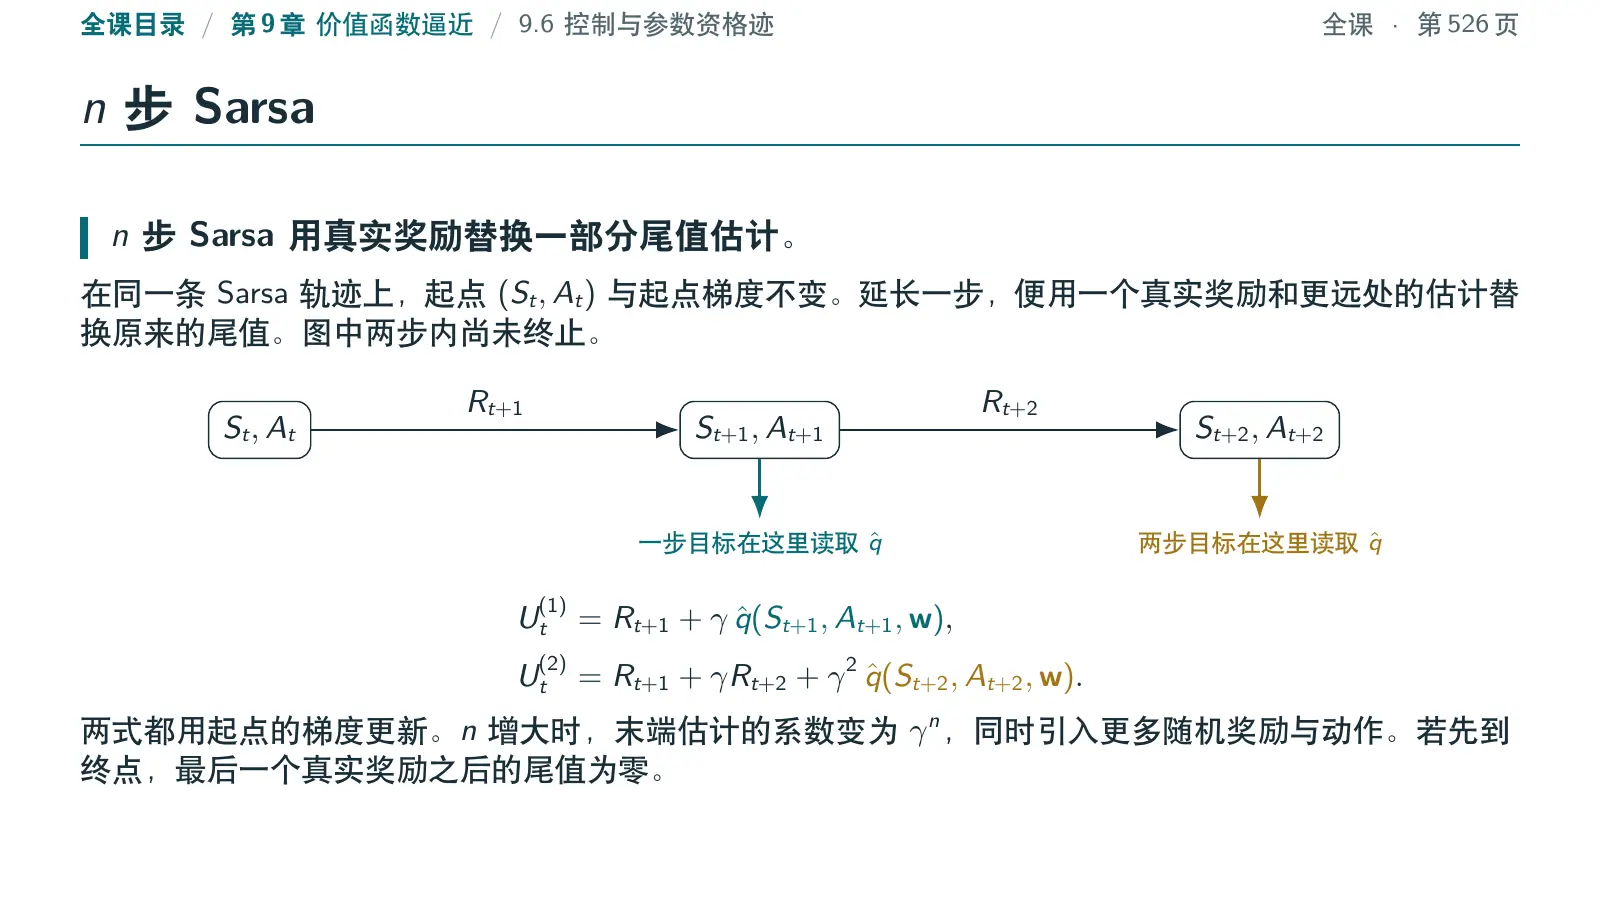 全课目录 / 第 9 章 价值函数逼近 / 9.6 控制与参数资格迹
全课 · 第 526 页
n 步 Sarsa
n 步 Sarsa 用真实奖励替换一部分尾值估计。
在同一条 Sarsa 轨迹上，起点 (S_t, A_t) 与起点梯度不变。延长一步，便用一个真实奖励和更远处的估计替
换原来的尾值。图中两步内尚未终止。
R_{t+1} R_{t+2}
S_t, A_t S_{t+1}, A_{t+1} S_{t+2}, A_{t+2}
一步目标在这里读取 q̂ 两步目标在这里读取 q̂
U_t^{(1)} = R_{t+1} + γ q̂(S_{t+1}, A_{t+1}, w),
U_t^{(2)} = R_{t+1} + γR_{t+2} + γ^2 q̂(S_{t+2}, A_{t+2}, w).
两式都用起点的梯度更新。n 增大时，末端估计的系数变为 γ^n，同时引入更多随机奖励与动作。若先到
终点，最后一个真实奖励之后的尾值为零。